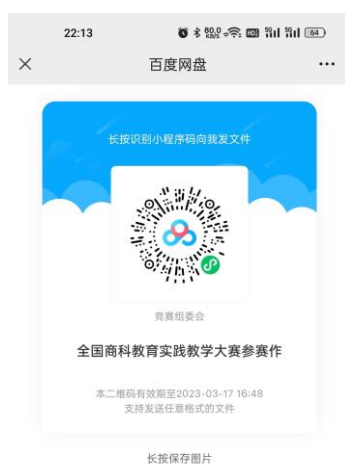 22:13
80.0 KB/S HD 5G 5G 64
百度网盘
长按识别小程序码向我发文件
竞赛组委会
全国商科教育实践教学大赛参赛作
本二维码有效期至2023-03-17 16:48
支持发送任意格式的文件
长按保存图片